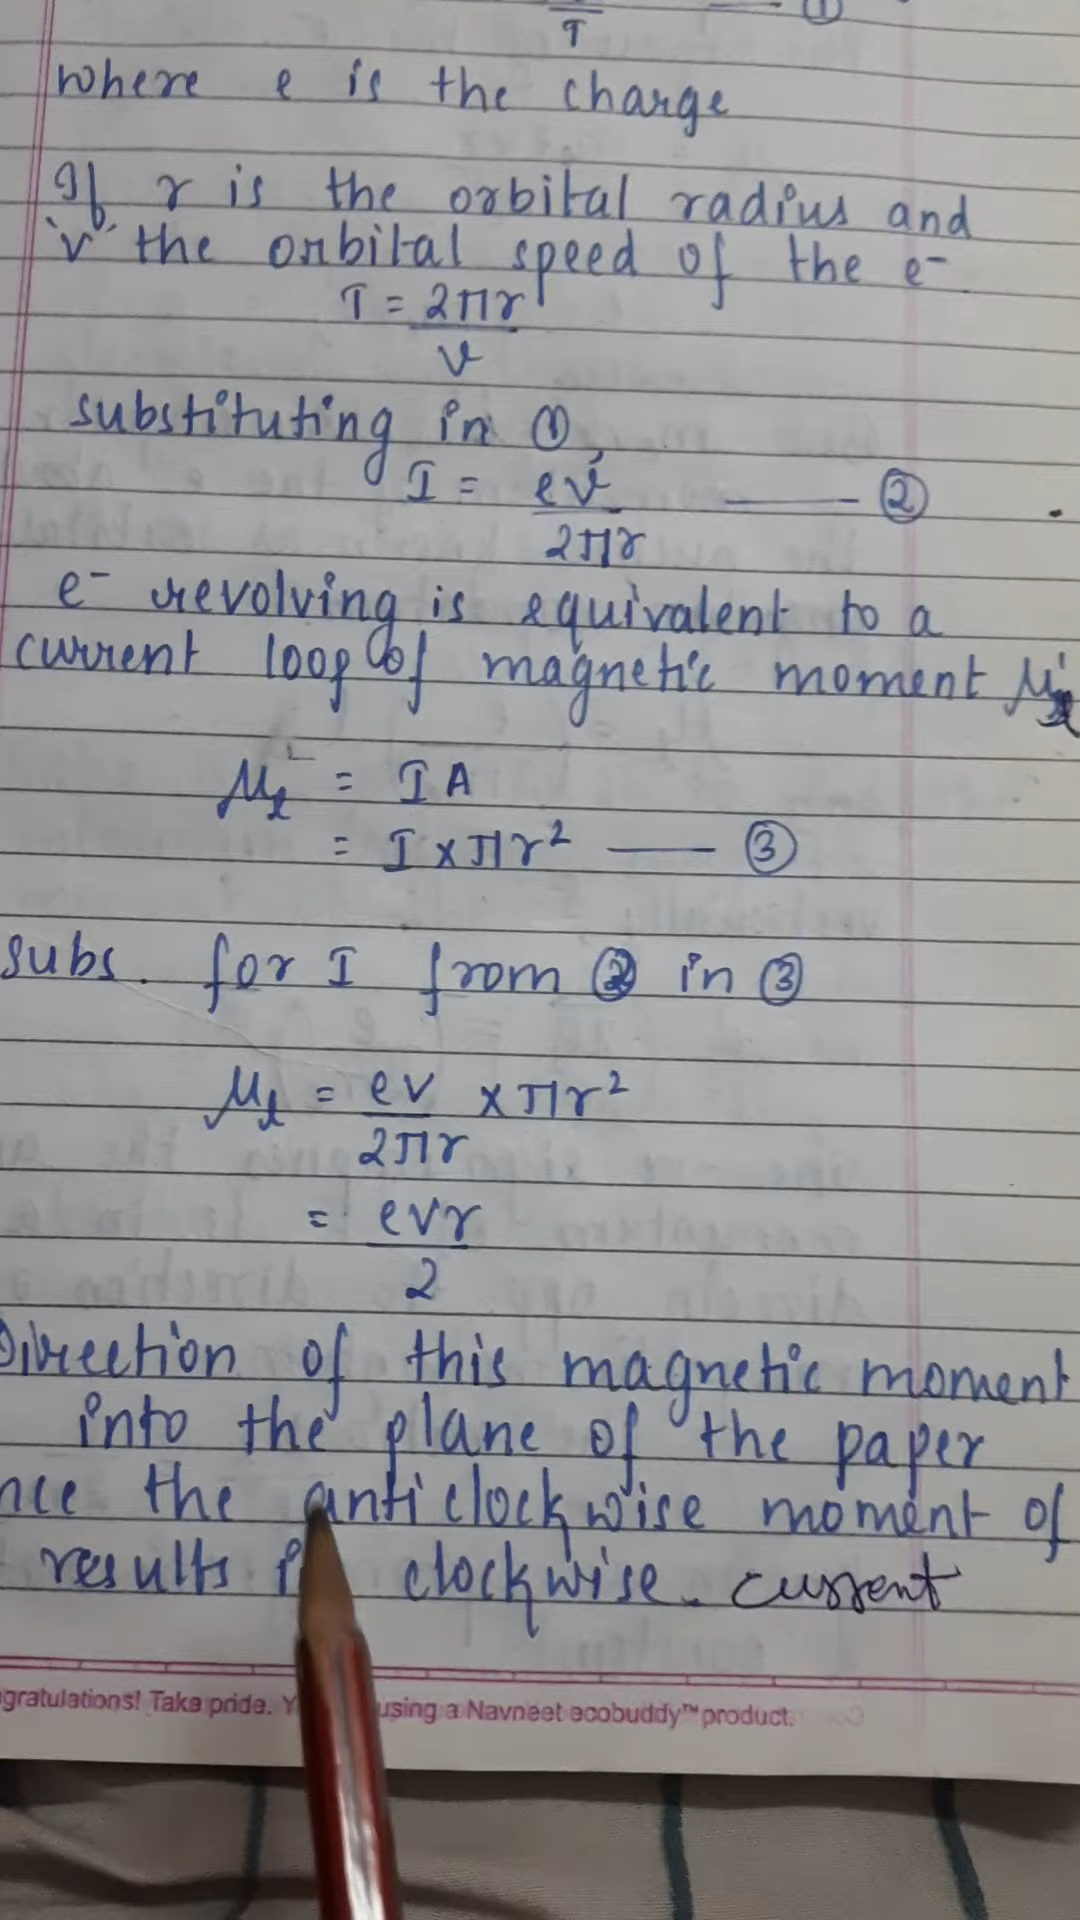 T — ①
where e is the charge
If r is the orbital radius and
'v' the orbital speed of the e⁻
T = 2πr
v
substituting in ①,
I = ev — ②
2πr
e⁻ revolving is equivalent to a
current loop of magnetic moment μₗ
μₗ = IA
= I × πr² — ③
subs. for I from ② in ③
μₗ = ev × πr²
2πr
= evr
2
Direction of this magnetic moment
into the plane of the paper
the anticlockwise moment of
results clockwise current
gratulations! Take pride. using a Navneet ecobuddy™ product.